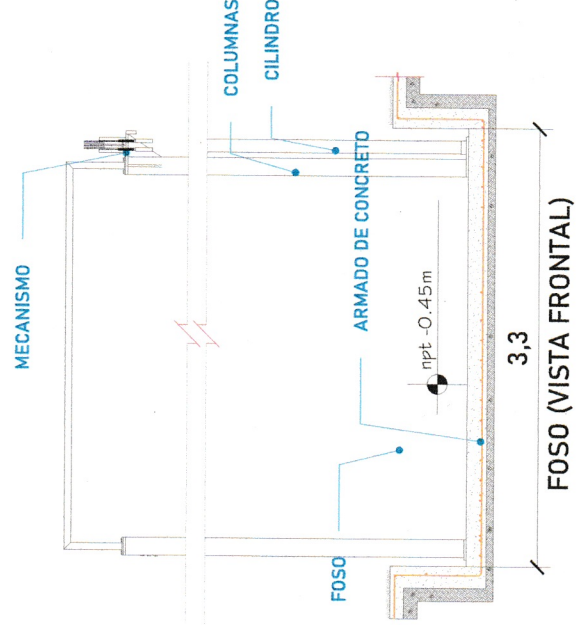 MECANISMO
COLUMNAS
CILINDRO
ARMADO DE CONCRETO
npt -0.45m
FOSO
3,3
FOSO (VISTA FRONTAL)